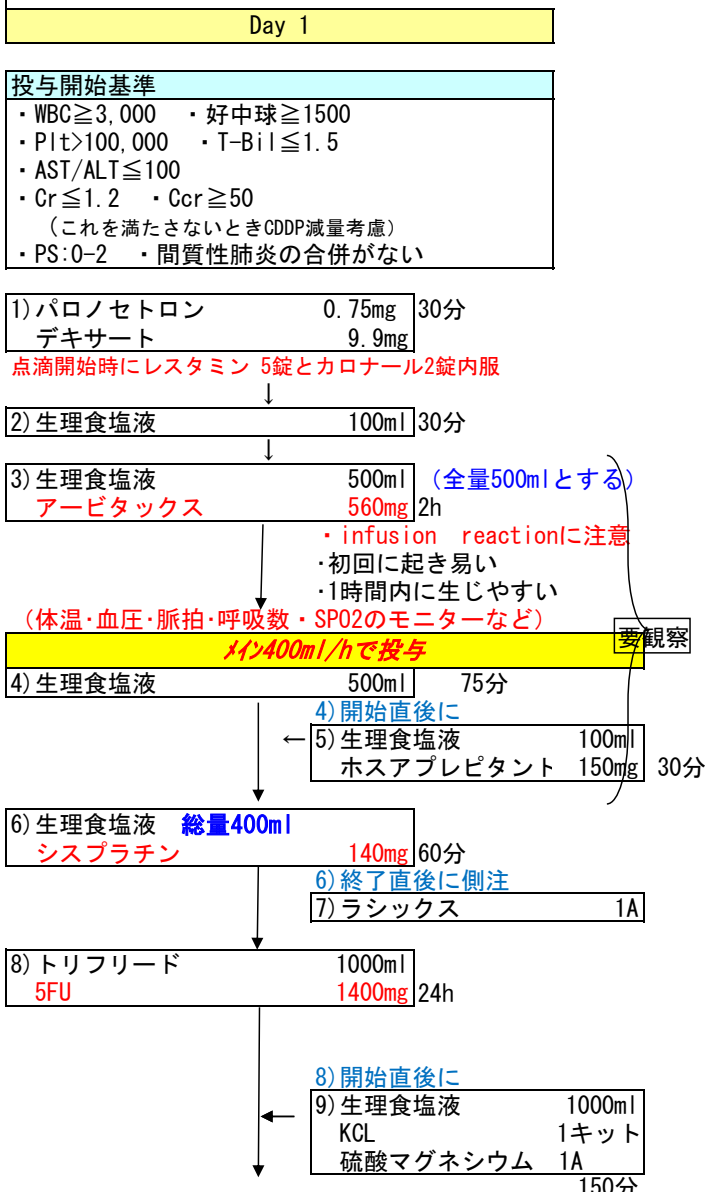 Day 1
投与開始基準
・WBC≧3,000 ・好中球≧1500
・Plt>100,000 ・T-Bil≦1.5
・AST/ALT≦100
・Cr≦1.2 ・Ccr≧50
（これを満たさないときCDDP減量考慮）
・PS:0-2 ・間質性肺炎の合併がない
1)パロノセトロン 0.75mg 30分
デキサート 9.9mg
点滴開始時にレスタミン 5錠とカロナール2錠内服
↓
2)生理食塩液 100ml 30分
↓
3)生理食塩液 500ml （全量500mlとする）
アービタックス 560mg 2h
・infusion reactionに注意
・初回に起き易い
・1時間内に生じやすい
（体温・血圧・脈拍・呼吸数・SPO2のモニターなど）
要観察
ﾒｲﾝ400ml/hで投与
4)生理食塩液 500ml 75分
4)開始直後に
← 5)生理食塩液 100ml
ホスアプレピタント 150mg 30分
6)生理食塩液 総量400ml
シスプラチン 140mg 60分
6)終了直後に側注
7)ラシックス 1A
8)トリフリード 1000ml
5FU 1400mg 24h
8)開始直後に
9)生理食塩液 1000ml
KCL 1キット
硫酸マグネシウム 1A
150分